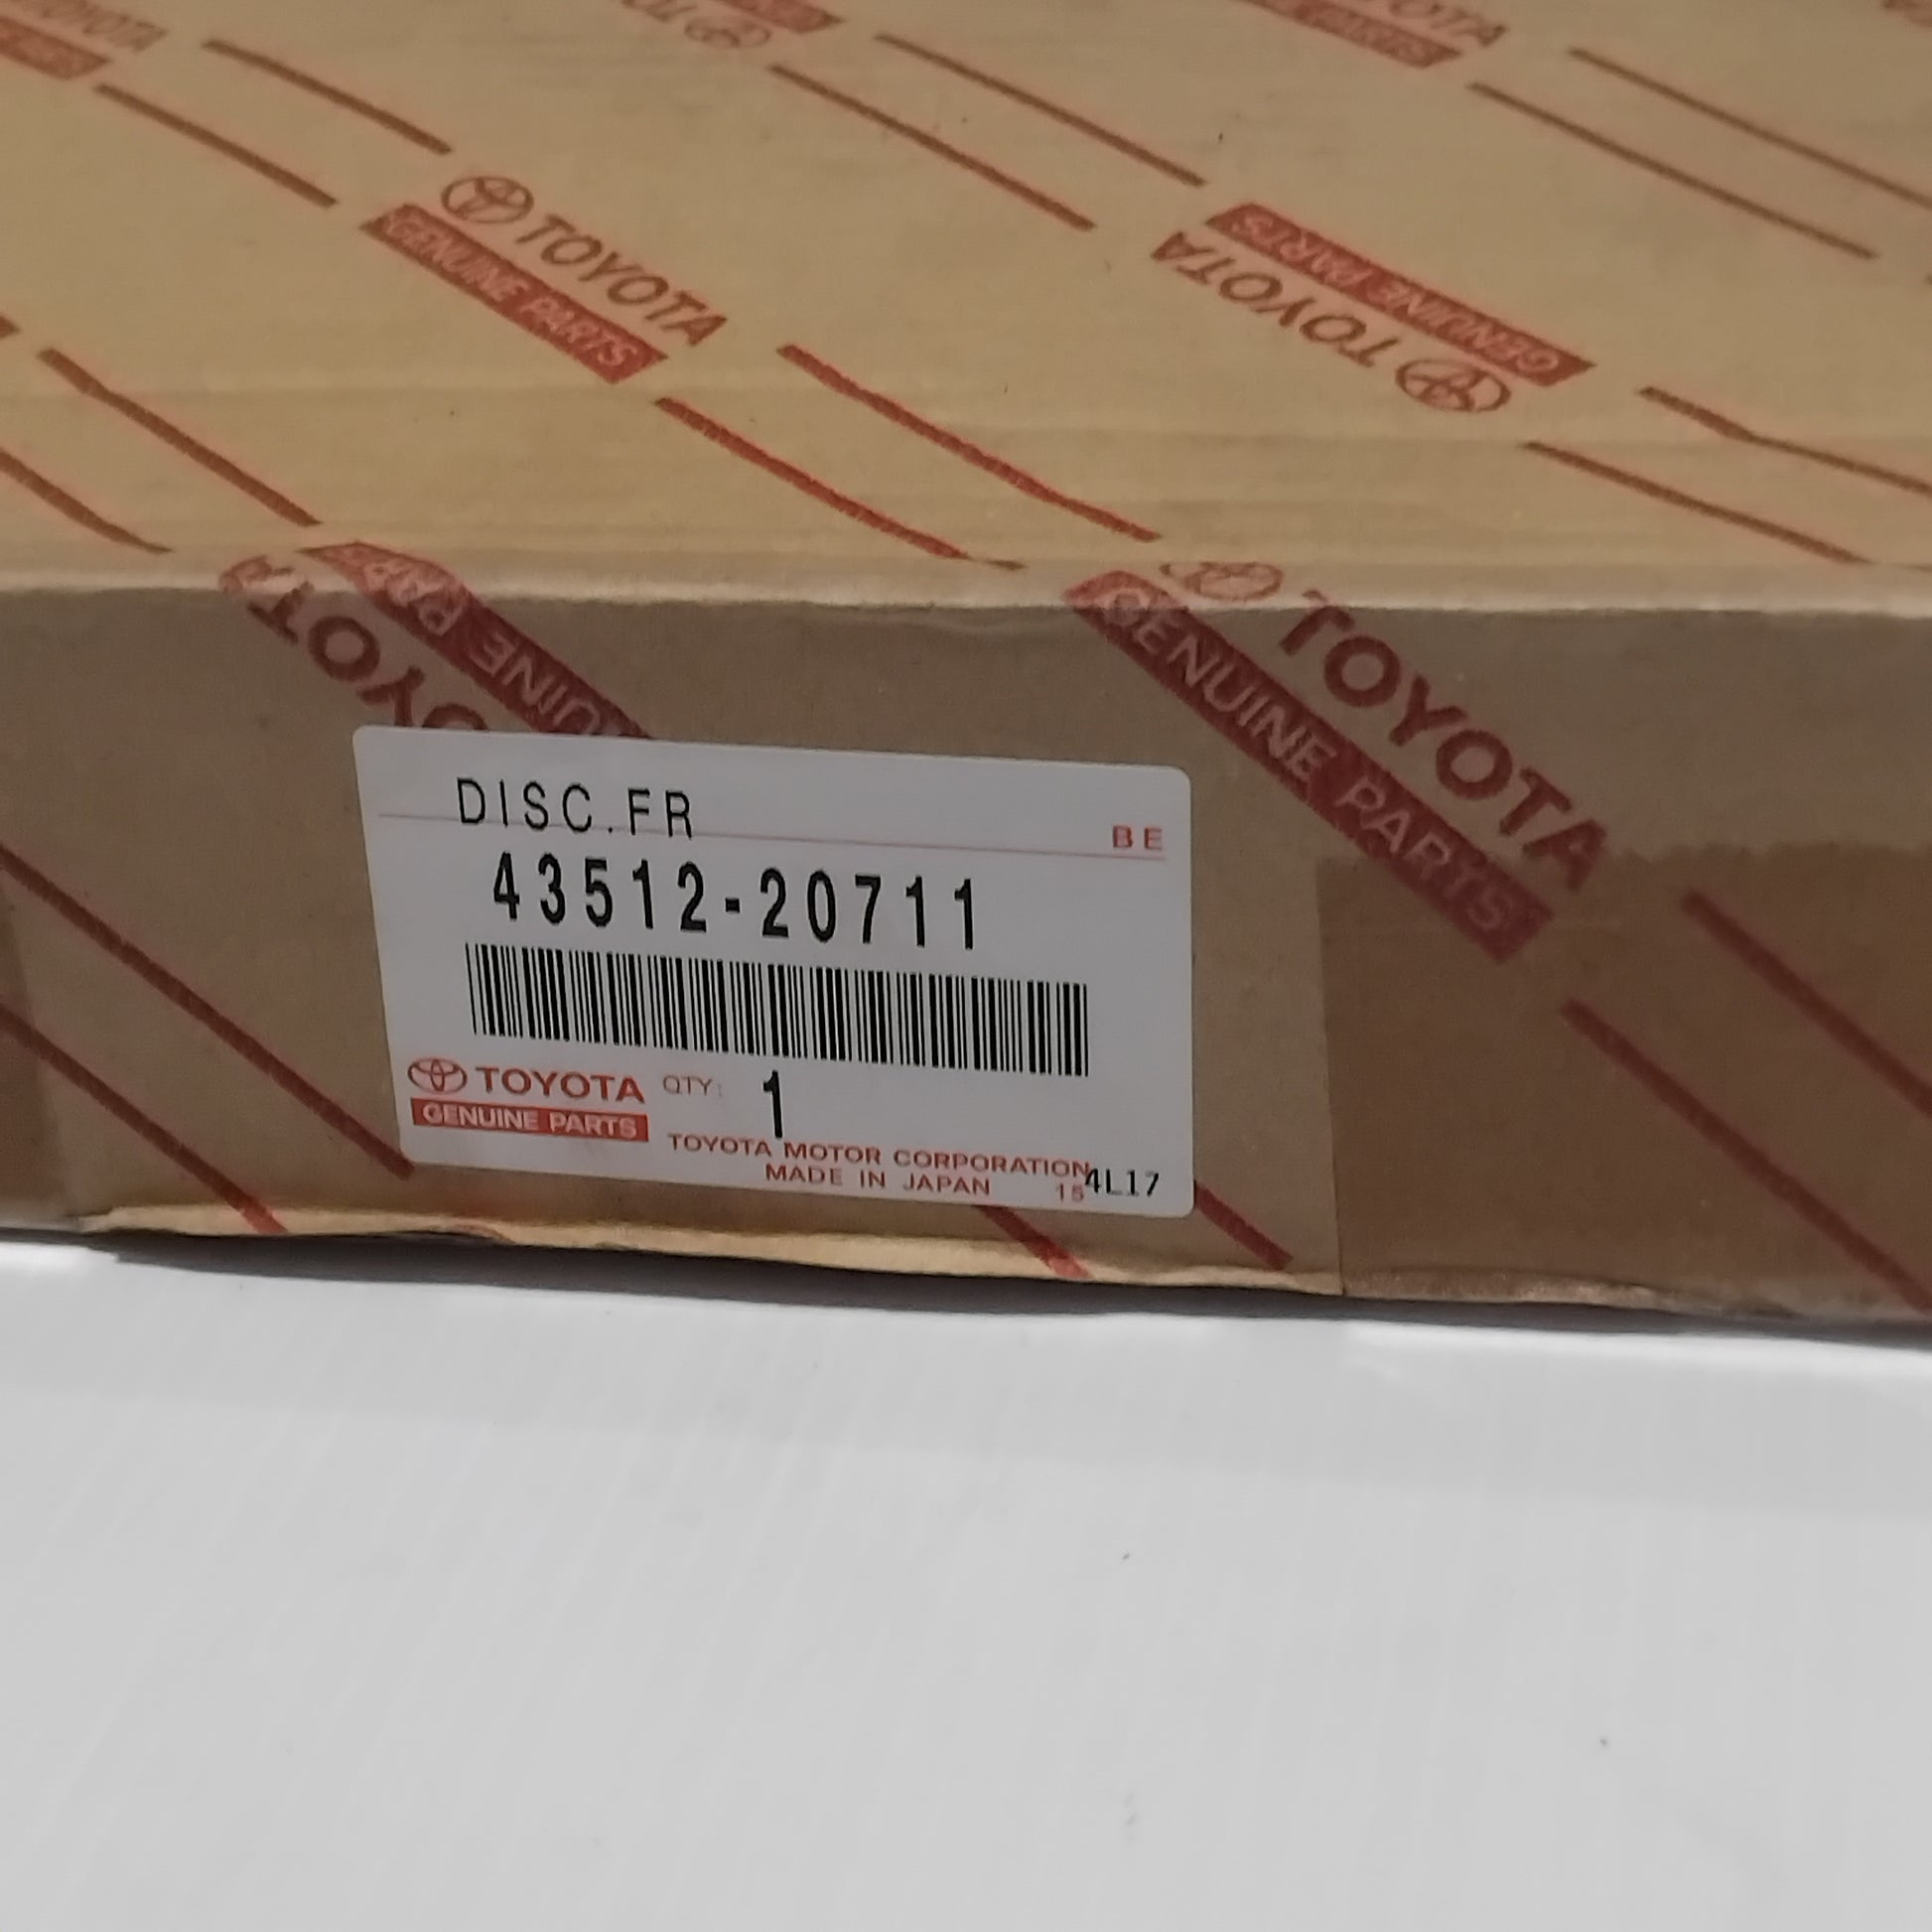 TOYOTA
GENUINE PARTS
TOYOTA
GENUINE PARTS
TOYOTA
GENUINE PARTS
DISC.FR
BE
43512-20711
TOYOTA QTY: 1
GENUINE PARTS
TOYOTA MOTOR CORPORATION
MADE IN JAPAN 15 4L17